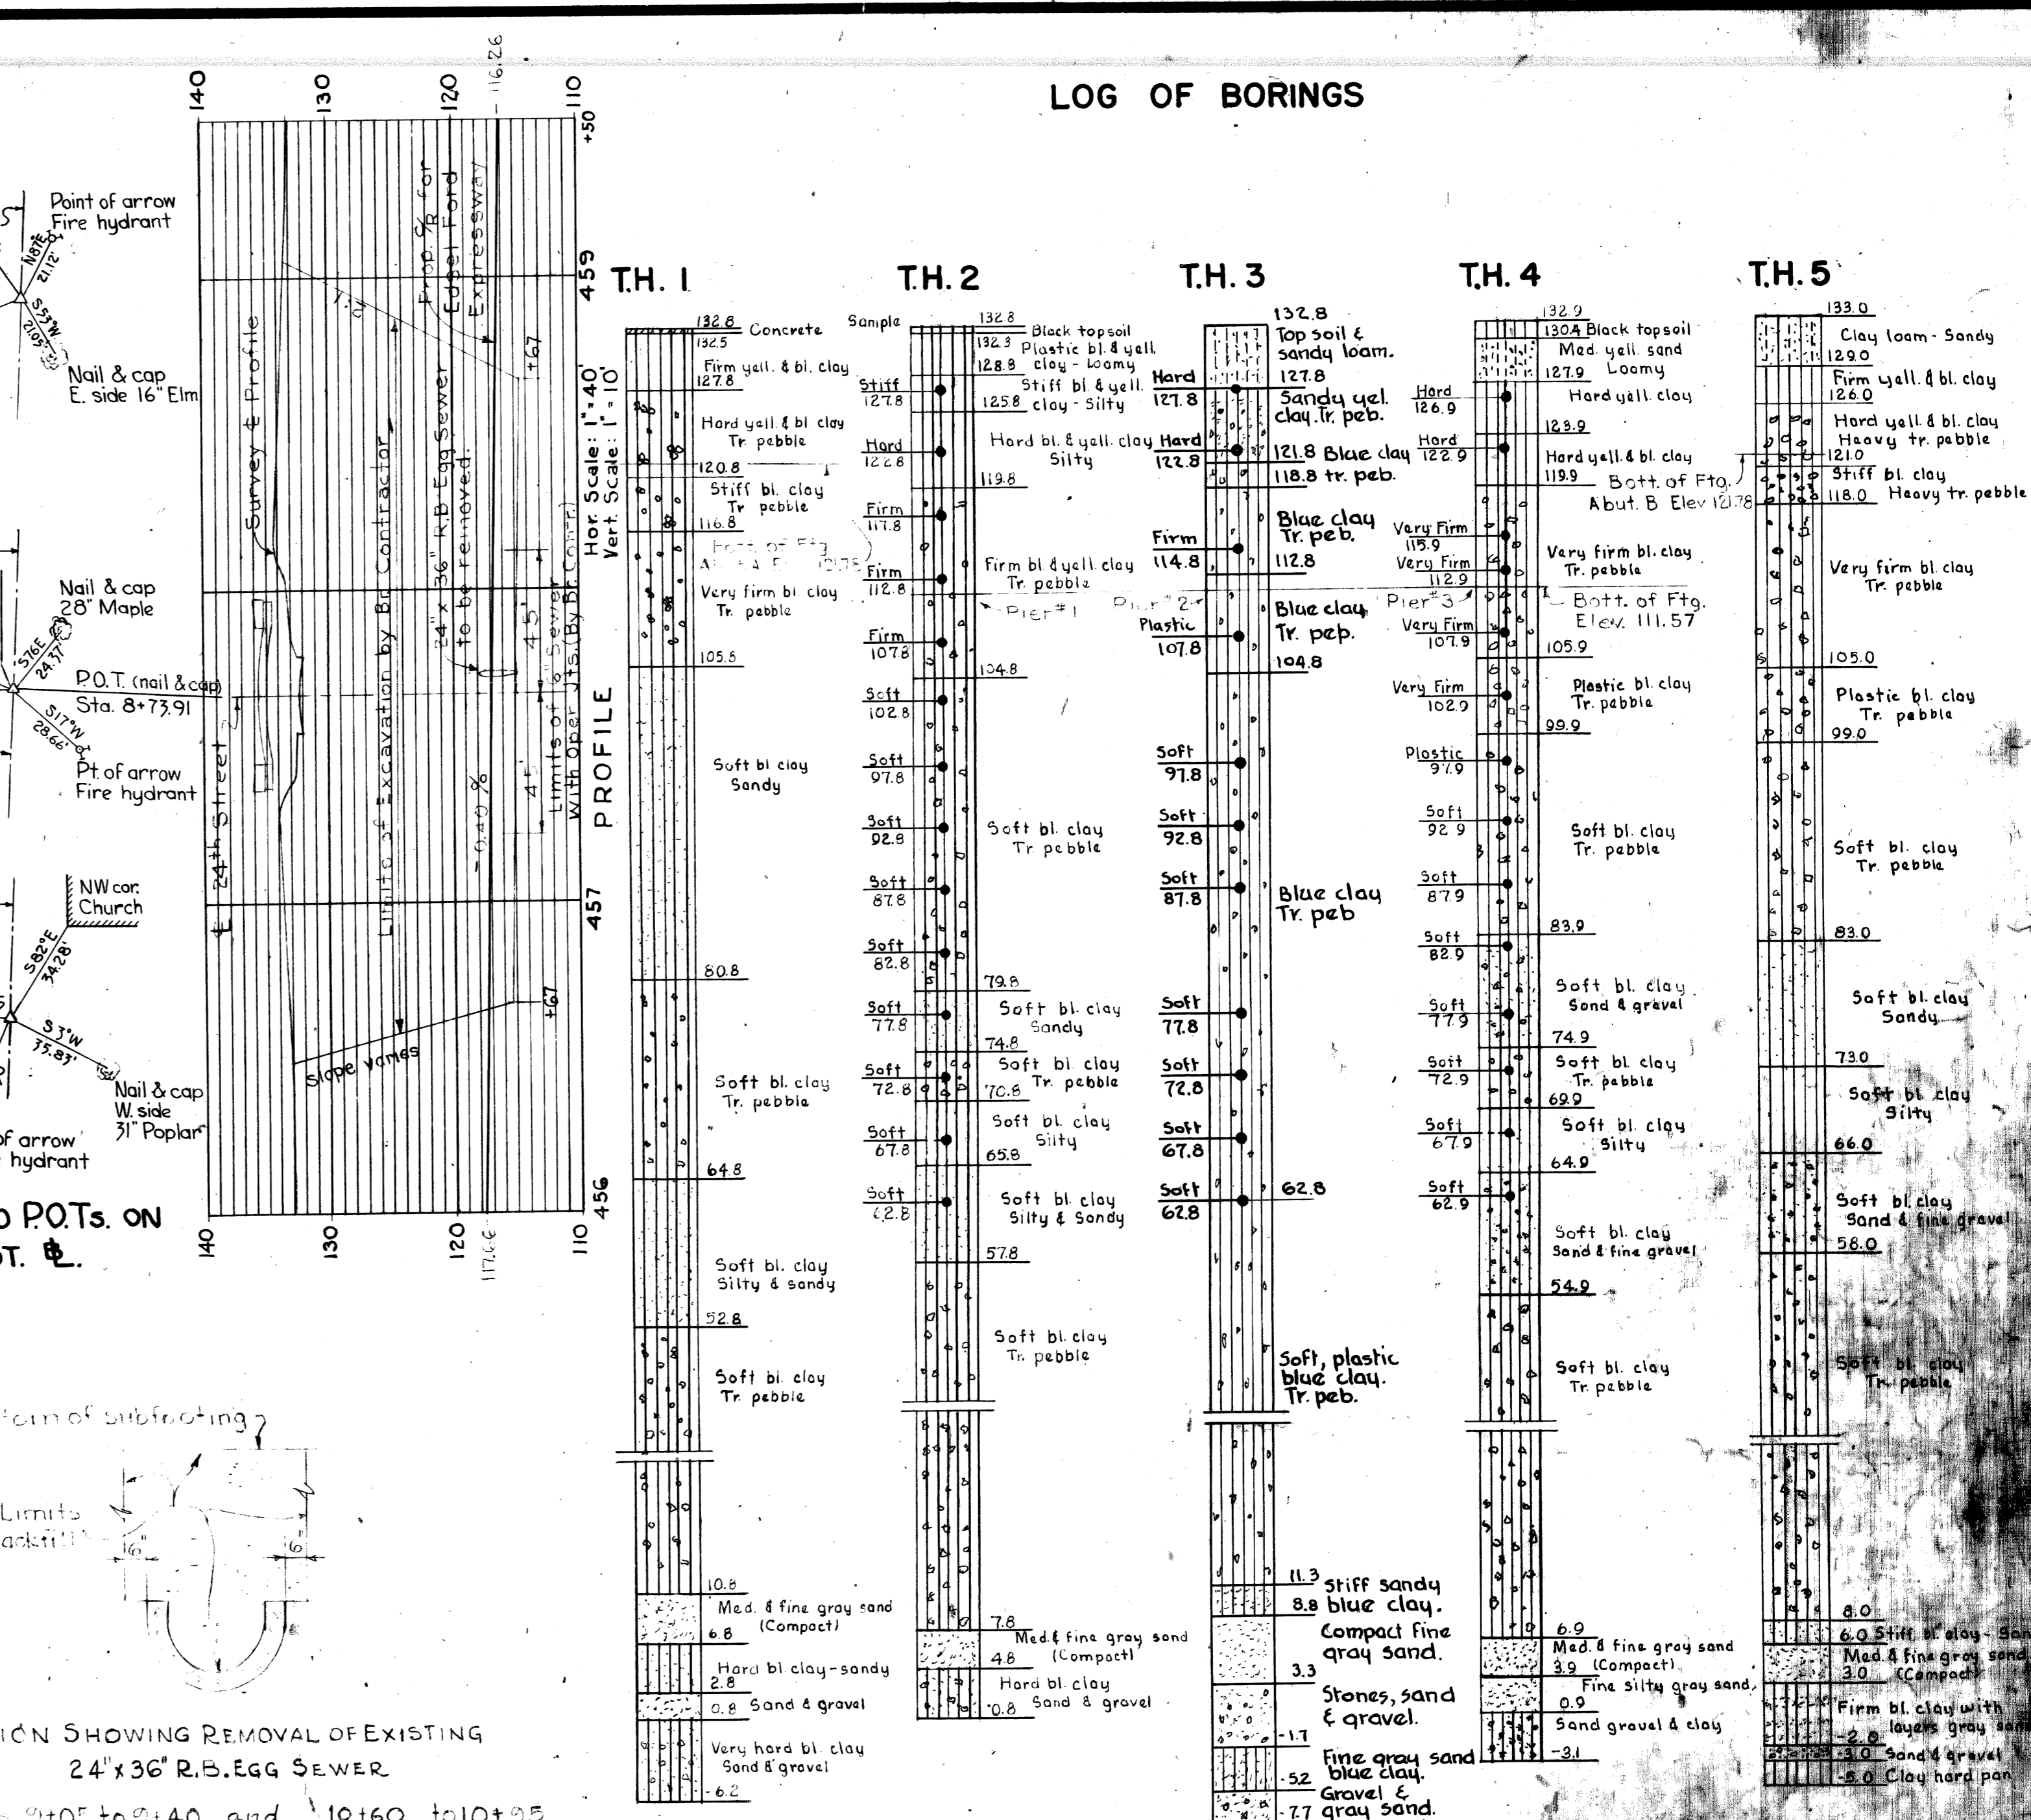 LOG OF BORINGS
Point of arrow
Fire hydrant
N87E
21.12'
S53°W
21.05'
Nail & cap
E. side 16" Elm
Nail & cap
28" Maple
S76E
24.37'
P.O.T. (nail & cap)
Sta. 8+73.91
S17°W
28.66'
Pt. of arrow
Fire hydrant
NW cor.
Church
S82°E
34.28'
S3°W
35.83'
Nail & cap
W. side
31" Poplar
of arrow
hydrant
P.O.Ts. ON
140
130
120
116.26
110
+50
459
457
456
140
130
120
110
Survey ℄ Profile
Prop. ℄ for
Edsel Ford
Expressway
+67
Limits of Excavation by Br. Contractor
24" x 36" R.B. Egg Sewer
to be removed.
45'
45'
Limits of 6" Sewer
With Open Jts. (By Br. Contr.)
℄ 24th Street
- 0.40 %
+67
Slope varies
Hor. Scale: 1" = 40'
Vert. Scale: 1" = 10'
PROFILE
T.H. 1
132.8
Concrete
132.5
Firm yell. & bl. clay
127.8
Hard yell. & bl clay
Tr. pebble
120.8
Stiff bl. clay
Tr pebble
116.8
Very firm bl. clay
Tr. pebble
105.8
Soft bl clay
Sandy
80.8
Soft bl. clay
Tr. pebble
64.8
Soft bl. clay
Silty & sandy
52.8
Soft bl. clay
Tr. pebble
10.8
Med. & fine gray sand
(Compact)
6.8
Hard bl. clay-sandy
2.8
0.8 Sand & gravel
Very hard bl. clay
Sand & gravel
-6.2
T.H. 2
Sample
132.8
Black topsoil
132.3
Plastic bl. & yell.
clay - Loamy
128.8
Stiff
127.8
Stiff bl. & yell.
clay - Silty
125.8
Hard
122.8
Hard bl. & yell. clay
Silty
119.8
Firm
117.8
Firm
112.8
Firm bl. & yell. clay
Tr. pebble
Pier #1
Firm
107.8
104.8
Soft
102.8
Soft
97.8
Soft
92.8
Soft bl. clay
Tr. pebble
Soft
87.8
Soft
82.8
79.8
Soft
77.8
Soft bl. clay
Sandy
74.8
Soft
72.8
Soft bl. clay
Tr. pebble
70.8
Soft
67.8
Soft bl. clay
Silty
65.8
Soft
62.8
Soft bl. clay
Silty & Sandy
57.8
Soft bl. clay
Tr. pebble
7.8
Med. & fine gray sand
(Compact)
4.8
Hard bl. clay
Sand & gravel
0.8
T.H. 3
132.8
Top soil &
sandy loam.
127.8
Hard
127.8
Sandy yel.
clay. Tr. peb.
Hard
122.8
121.8 Blue clay
118.8 tr. peb.
Blue clay
Tr. peb.
Firm
114.8
112.8
Pier #2
Blue clay
Tr. peb.
Plastic
107.8
104.8
Soft
97.8
Soft
92.8
Soft
87.8
Blue clay
Tr. peb
Soft
77.8
Soft
72.8
Soft
67.8
Soft
62.8
62.8
Soft, plastic
blue clay.
Tr. peb.
11.3
Stiff sandy
blue clay.
8.8
Compact fine
gray sand.
3.3
Stones, sand
& gravel.
-1.7
Fine gray sand
blue clay.
-5.2
Gravel &
gray sand.
-7.7
T.H. 4
132.9
130.4 Black topsoil
Med. yell. sand
Loomy
127.9
Hard
126.9
Hard yell. clay
123.9
Hard
122.9
Hard yell. & bl. clay
119.9
Bott. of Ftg.
Abut. B Elev 121.78
Very Firm
115.9
Very Firm
112.9
Very firm bl. clay
Tr. pebble
Pier #3
Bott. of Ftg.
Elev. 111.57
Very Firm
107.9
105.9
Very Firm
102.9
Plastic bl. clay
Tr. pebble
99.9
Plastic
97.9
Soft
92.9
Soft bl. clay
Tr. pebble
Soft
87.9
83.9
Soft
82.9
Soft bl. clay
Sand & gravel
Soft
77.9
74.9
Soft
72.9
Soft bl. clay
Tr. pebble
69.9
Soft
67.9
Soft bl. clay
Silty
64.9
Soft
62.9
Soft bl. clay
Sand & fine gravel
54.9
Soft bl. clay
Tr. pebble
6.9
Med. & fine gray sand
(Compact)
3.9
Fine silty gray sand
0.9
Sand gravel & clay
-3.1
T.H. 5
133.0
Clay loam - Sandy
129.0
Firm yell. & bl. clay
126.0
Hard yell. & bl. clay
Heavy tr. pebble
121.0
Stiff bl. clay
118.0 Heavy tr. pebble
Very firm bl. clay
Tr. pebble
105.0
Plastic bl. clay
Tr. pebble
99.0
Soft bl. clay
Tr. pebble
83.0
Soft bl. clay
Sandy
73.0
Soft bl. clay
Silty
66.0
Soft bl. clay
Sand & fine gravel
58.0
Soft bl. clay
Tr. pebble
8.0
6.0 Stiff bl. clay -
Med. & fine gray sand
3.0 (Compact)
Firm bl. clay with
layers gray
-2.0
-3.0 Sand & gravel
-5.0 Clay hard pan
of subfooting
Limits
6"
6"
SHOWING REMOVAL OF EXISTING
24" x 36" R.B. EGG SEWER
9+05 to 9+40 and 10+60 to 10+95